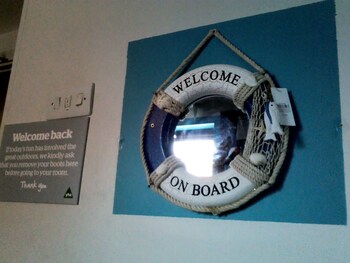 WELCOME
ON BOARD
Welcome back
If today's fun has involved the
great outdoors, we kindly ask
that you remove your boots here
before going to your room.
Thank you